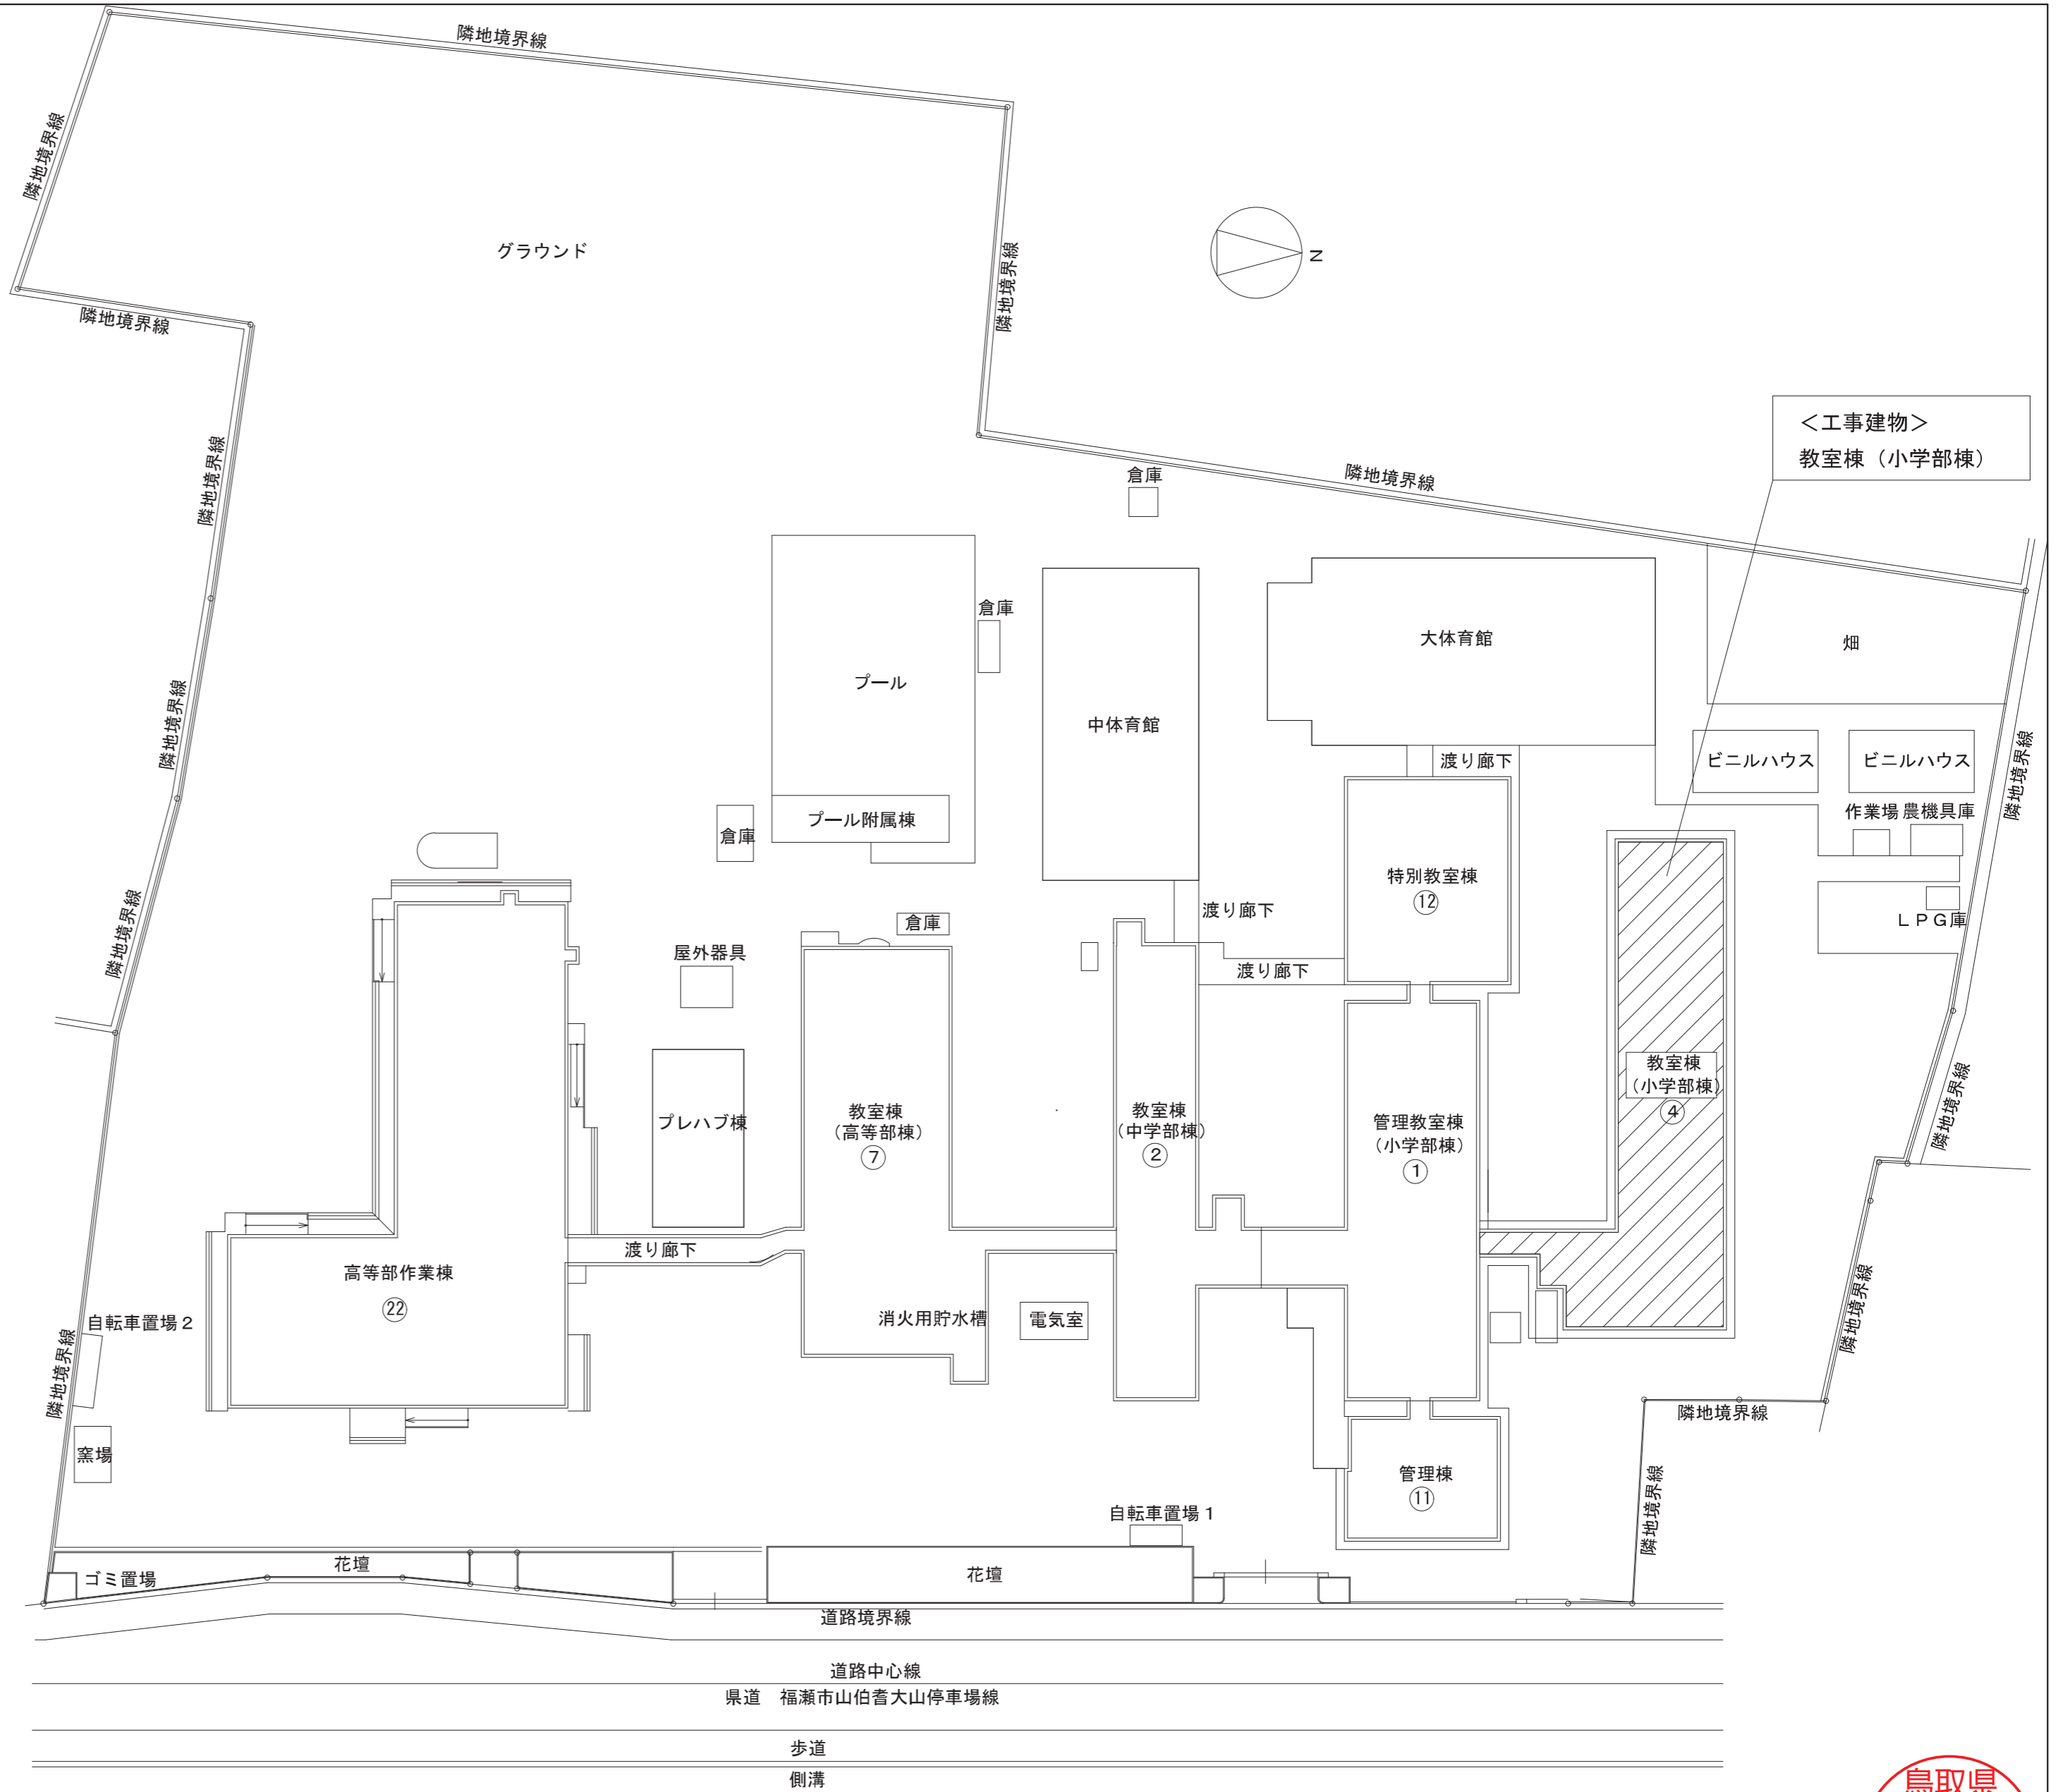 隣地境界線
隣地境界線
グラウンド
隣地境界線
N
隣地境界線
<工事建物>
教室棟(小学部棟)
隣地境界線
倉庫
隣地境界線
倉庫
大体育館
畑
プール
中体育館
隣地境界線
渡り廊下
ビニルハウス
ビニルハウス
隣地境界線
作業場
農機具庫
プール附属棟
倉庫
特別教室棟
⑫
渡り廊下
倉庫
LPG庫
隣地境界線
屋外器具
渡り廊下
教室棟
(小学部棟)
④
隣地境界線
プレハブ棟
教室棟
(高等部棟)
⑦
教室棟
(中学部棟)
②
管理教室棟
(小学部棟)
①
渡り廊下
高等部作業棟
㉒
隣地境界線
自転車置場2
消火用貯水槽
電気室
隣地境界線
隣地境界線
窯場
管理棟
⑪
隣地境界線
自転車置場1
ゴミ置場
花壇
花壇
道路境界線
道路中心線
県道 福瀬市山伯耆大山停車場線
歩道
側溝
鳥取県